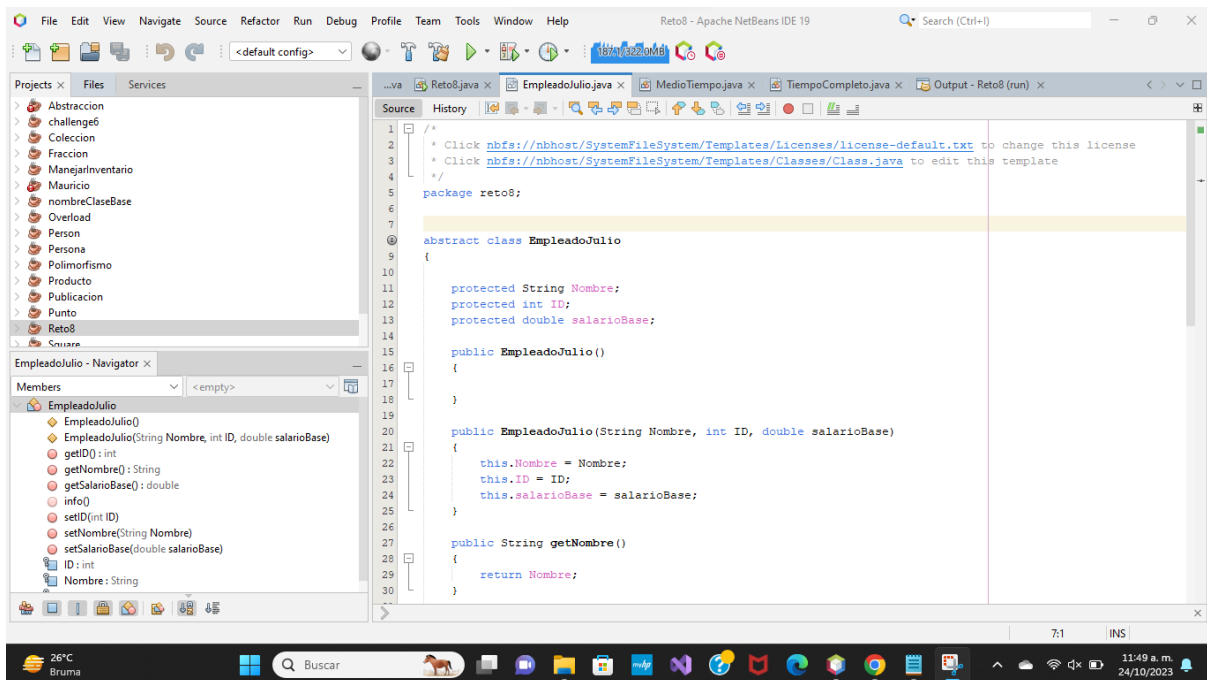 File Edit View Navigate Source Refactor Run Debug Profile Team Tools Window Help Reto8 - Apache NetBeans IDE 19 Search (Ctrl+I)
<default config> 187.1/322.0MB
Projects Files Services
Abstraccion
challenge6
Coleccion
Fraccion
ManejarInventario
Mauricio
nombreClaseBase
Overload
Person
Persona
Polimorfismo
Producto
Publicacion
Punto
Reto8
Square
EmpleadoJulio - Navigator
Members <empty>
EmpleadoJulio
EmpleadoJulio()
EmpleadoJulio(String Nombre, int ID, double salarioBase)
getID() : int
getNombre() : String
getSalarioBase() : double
info()
setID(int ID)
setNombre(String Nombre)
setSalarioBase(double salarioBase)
ID : int
Nombre : String
...va Reto8.java EmpleadoJulio.java MedioTiempo.java TiempoCompleto.java Output - Reto8 (run)
Source History
1 /*
2 * Click nbfs://nbhost/SystemFileSystem/Templates/Licenses/license-default.txt to change this license
3 * Click nbfs://nbhost/SystemFileSystem/Templates/Classes/Class.java to edit this template
4 */
5 package reto8;
6
7
abstract class EmpleadoJulio
9 {
10
11 protected String Nombre;
12 protected int ID;
13 protected double salarioBase;
14
15 public EmpleadoJulio()
16 {
17
18 }
19
20 public EmpleadoJulio(String Nombre, int ID, double salarioBase)
21 {
22 this.Nombre = Nombre;
23 this.ID = ID;
24 this.salarioBase = salarioBase;
25 }
26
27 public String getNombre()
28 {
29 return Nombre;
30 }
7:1 INS
26°C
Bruma
Buscar
mvhp
11:49 a. m.
24/10/2023